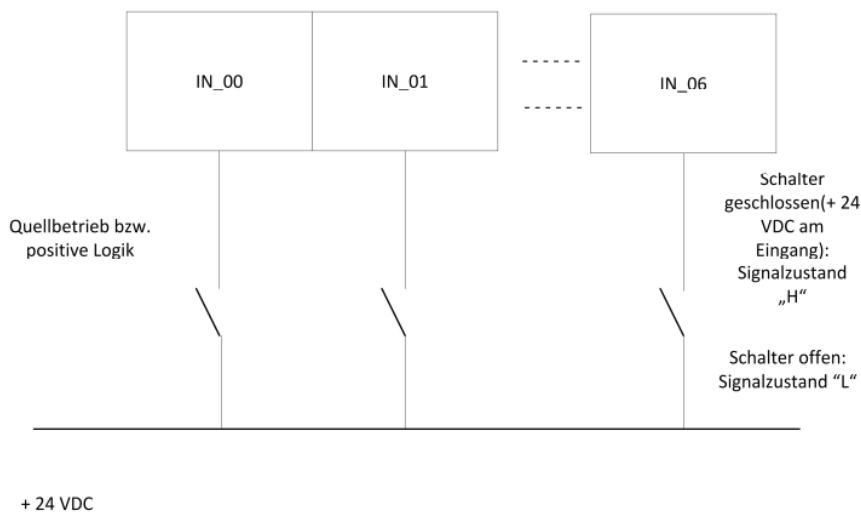 IN_00
IN_01
IN_06
Quellbetrieb bzw.
positive Logik
Schalter
geschlossen(+ 24
VDC am
Eingang):
Signalzustand
„H“
Schalter offen:
Signalzustand “L“
+ 24 VDC